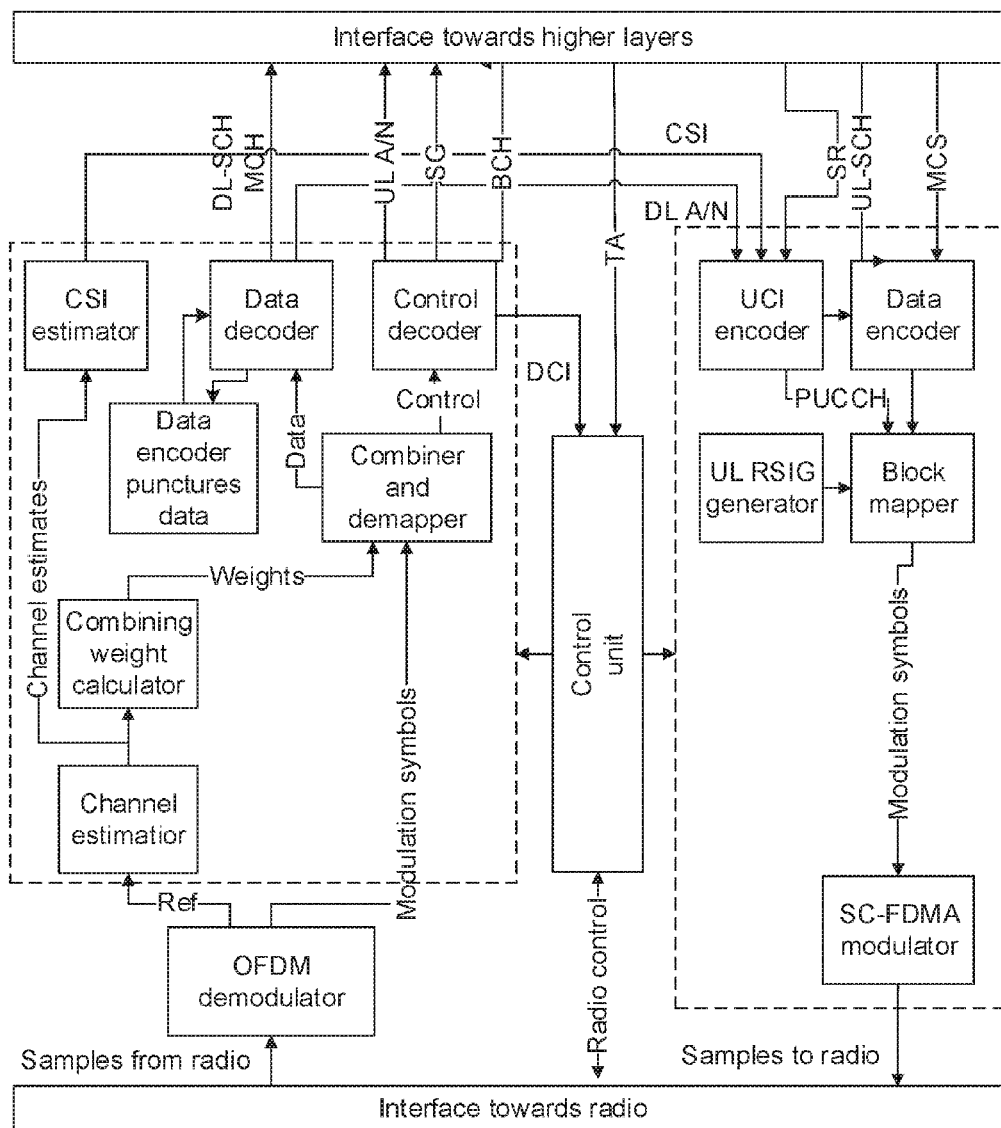 Interface towards higher layers
DL-SCH
MCH
UL A/N
SG
BCH
CSI
DL A/N
TA
SR
UL-SCH
MCS
CSI
estimator
Data
decoder
Control
decoder
DCI
UCI
encoder
Data
encoder
PUCCH
Control
Data
Data
encoder
punctures
data
Combiner
and
demapper
UL RSIG
generator
Block
mapper
Channel estimates
Weights
Combining
weight
calculator
Modulation symbols
Control
unit
Modulation symbols
Channel
estimatior
Ref
OFDM
demodulator
Radio control
SC-FDMA
modulator
Samples from radio
Samples to radio
Interface towards radio